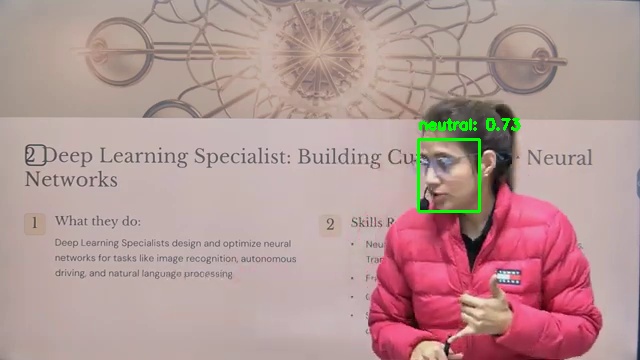 neutral: 0.73
2 Deep Learning Specialist: Building Neural
Networks
1 What they do:
Deep Learning Specialists design and optimize neural
networks for tasks like image recognition, autonomous
driving, and natural language processing.
2 Skills
TOMMY